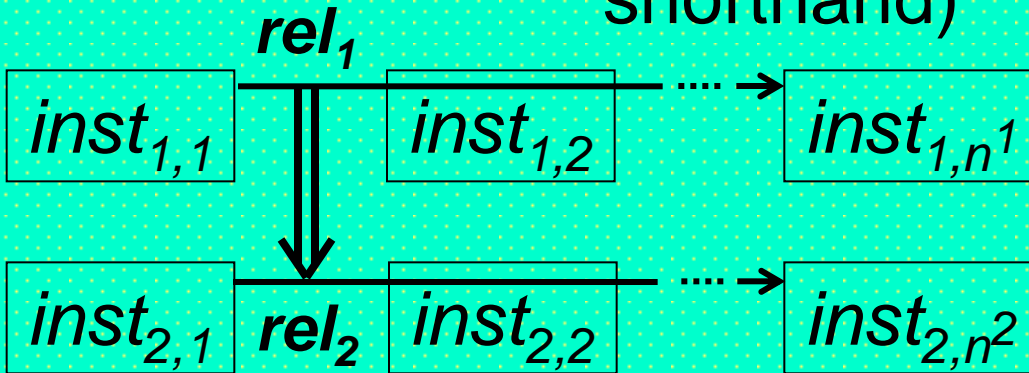 shorthand)
rel₁
....
inst₁,₁ inst₁,₂ inst₁,ₙ1
....
inst₂,₁ rel₂ inst₂,₂ inst₂,ₙ2